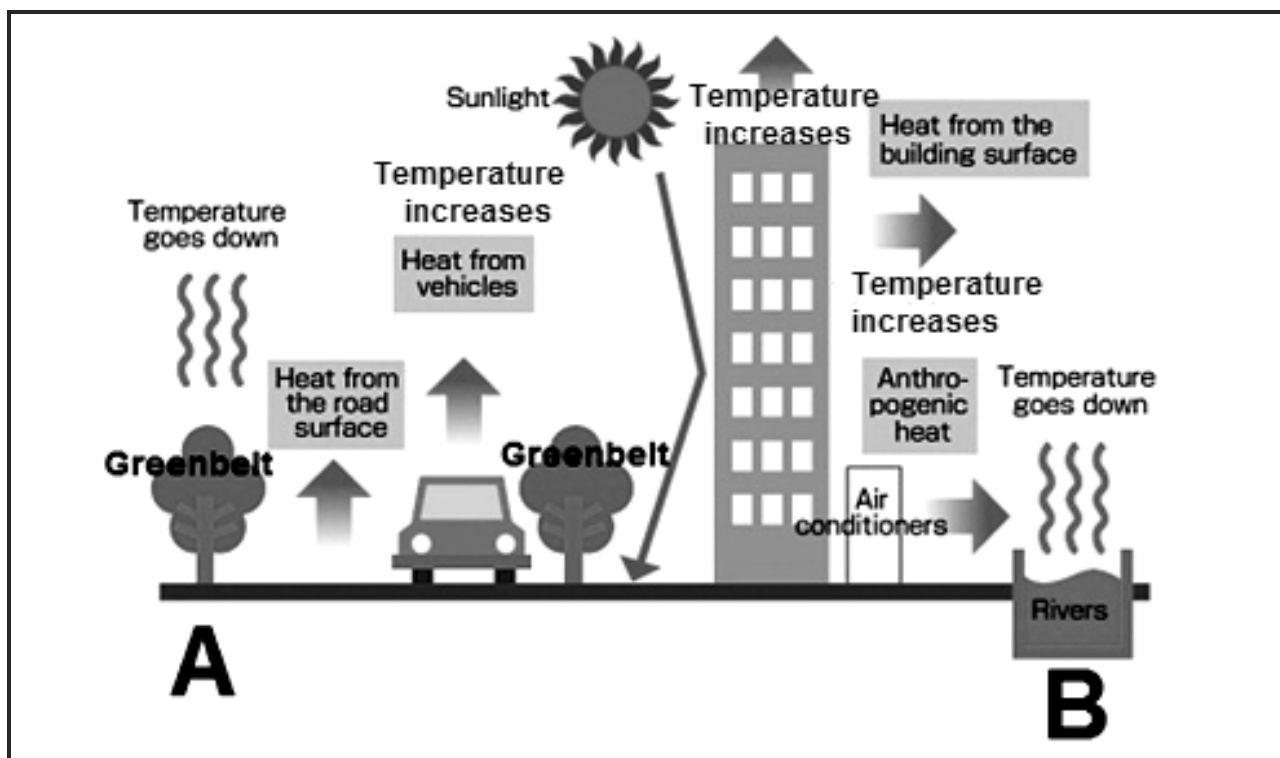 Sunlight
Temperature
increases
Heat from the
building surface
Temperature
increases
Temperature
goes down
Heat from
vehicles
Temperature
increases
Heat from
the road
surface
Anthro-
pogenic
heat
Temperature
goes down
Greenbelt
Greenbelt
Air
conditioners
Rivers
A
B